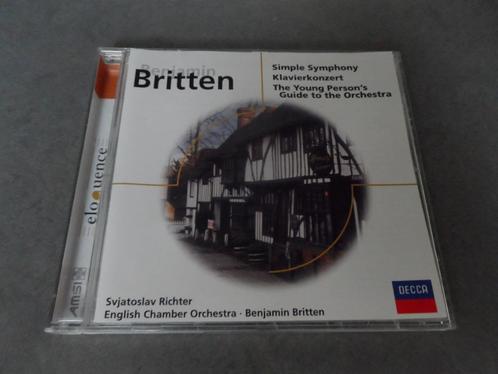 Benjamin
Britten
Simple Symphony
Klavierkonzert
The Young Person's
Guide to the Orchestra
eloquence
AMSI
DECCA
Svjatoslav Richter
English Chamber Orchestra · Benjamin Britten